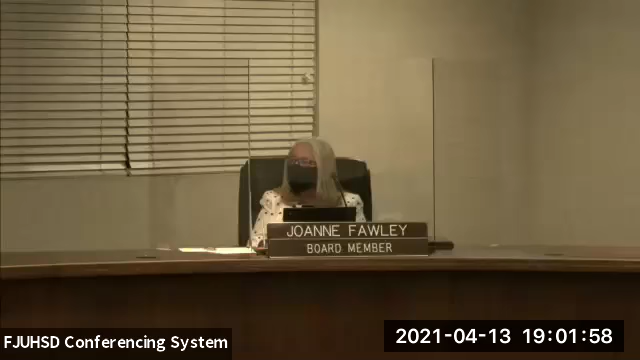 JOANNE FAWLEY
BOARD MEMBER
FJUHSD Conferencing System
2021-04-13 19:01:58